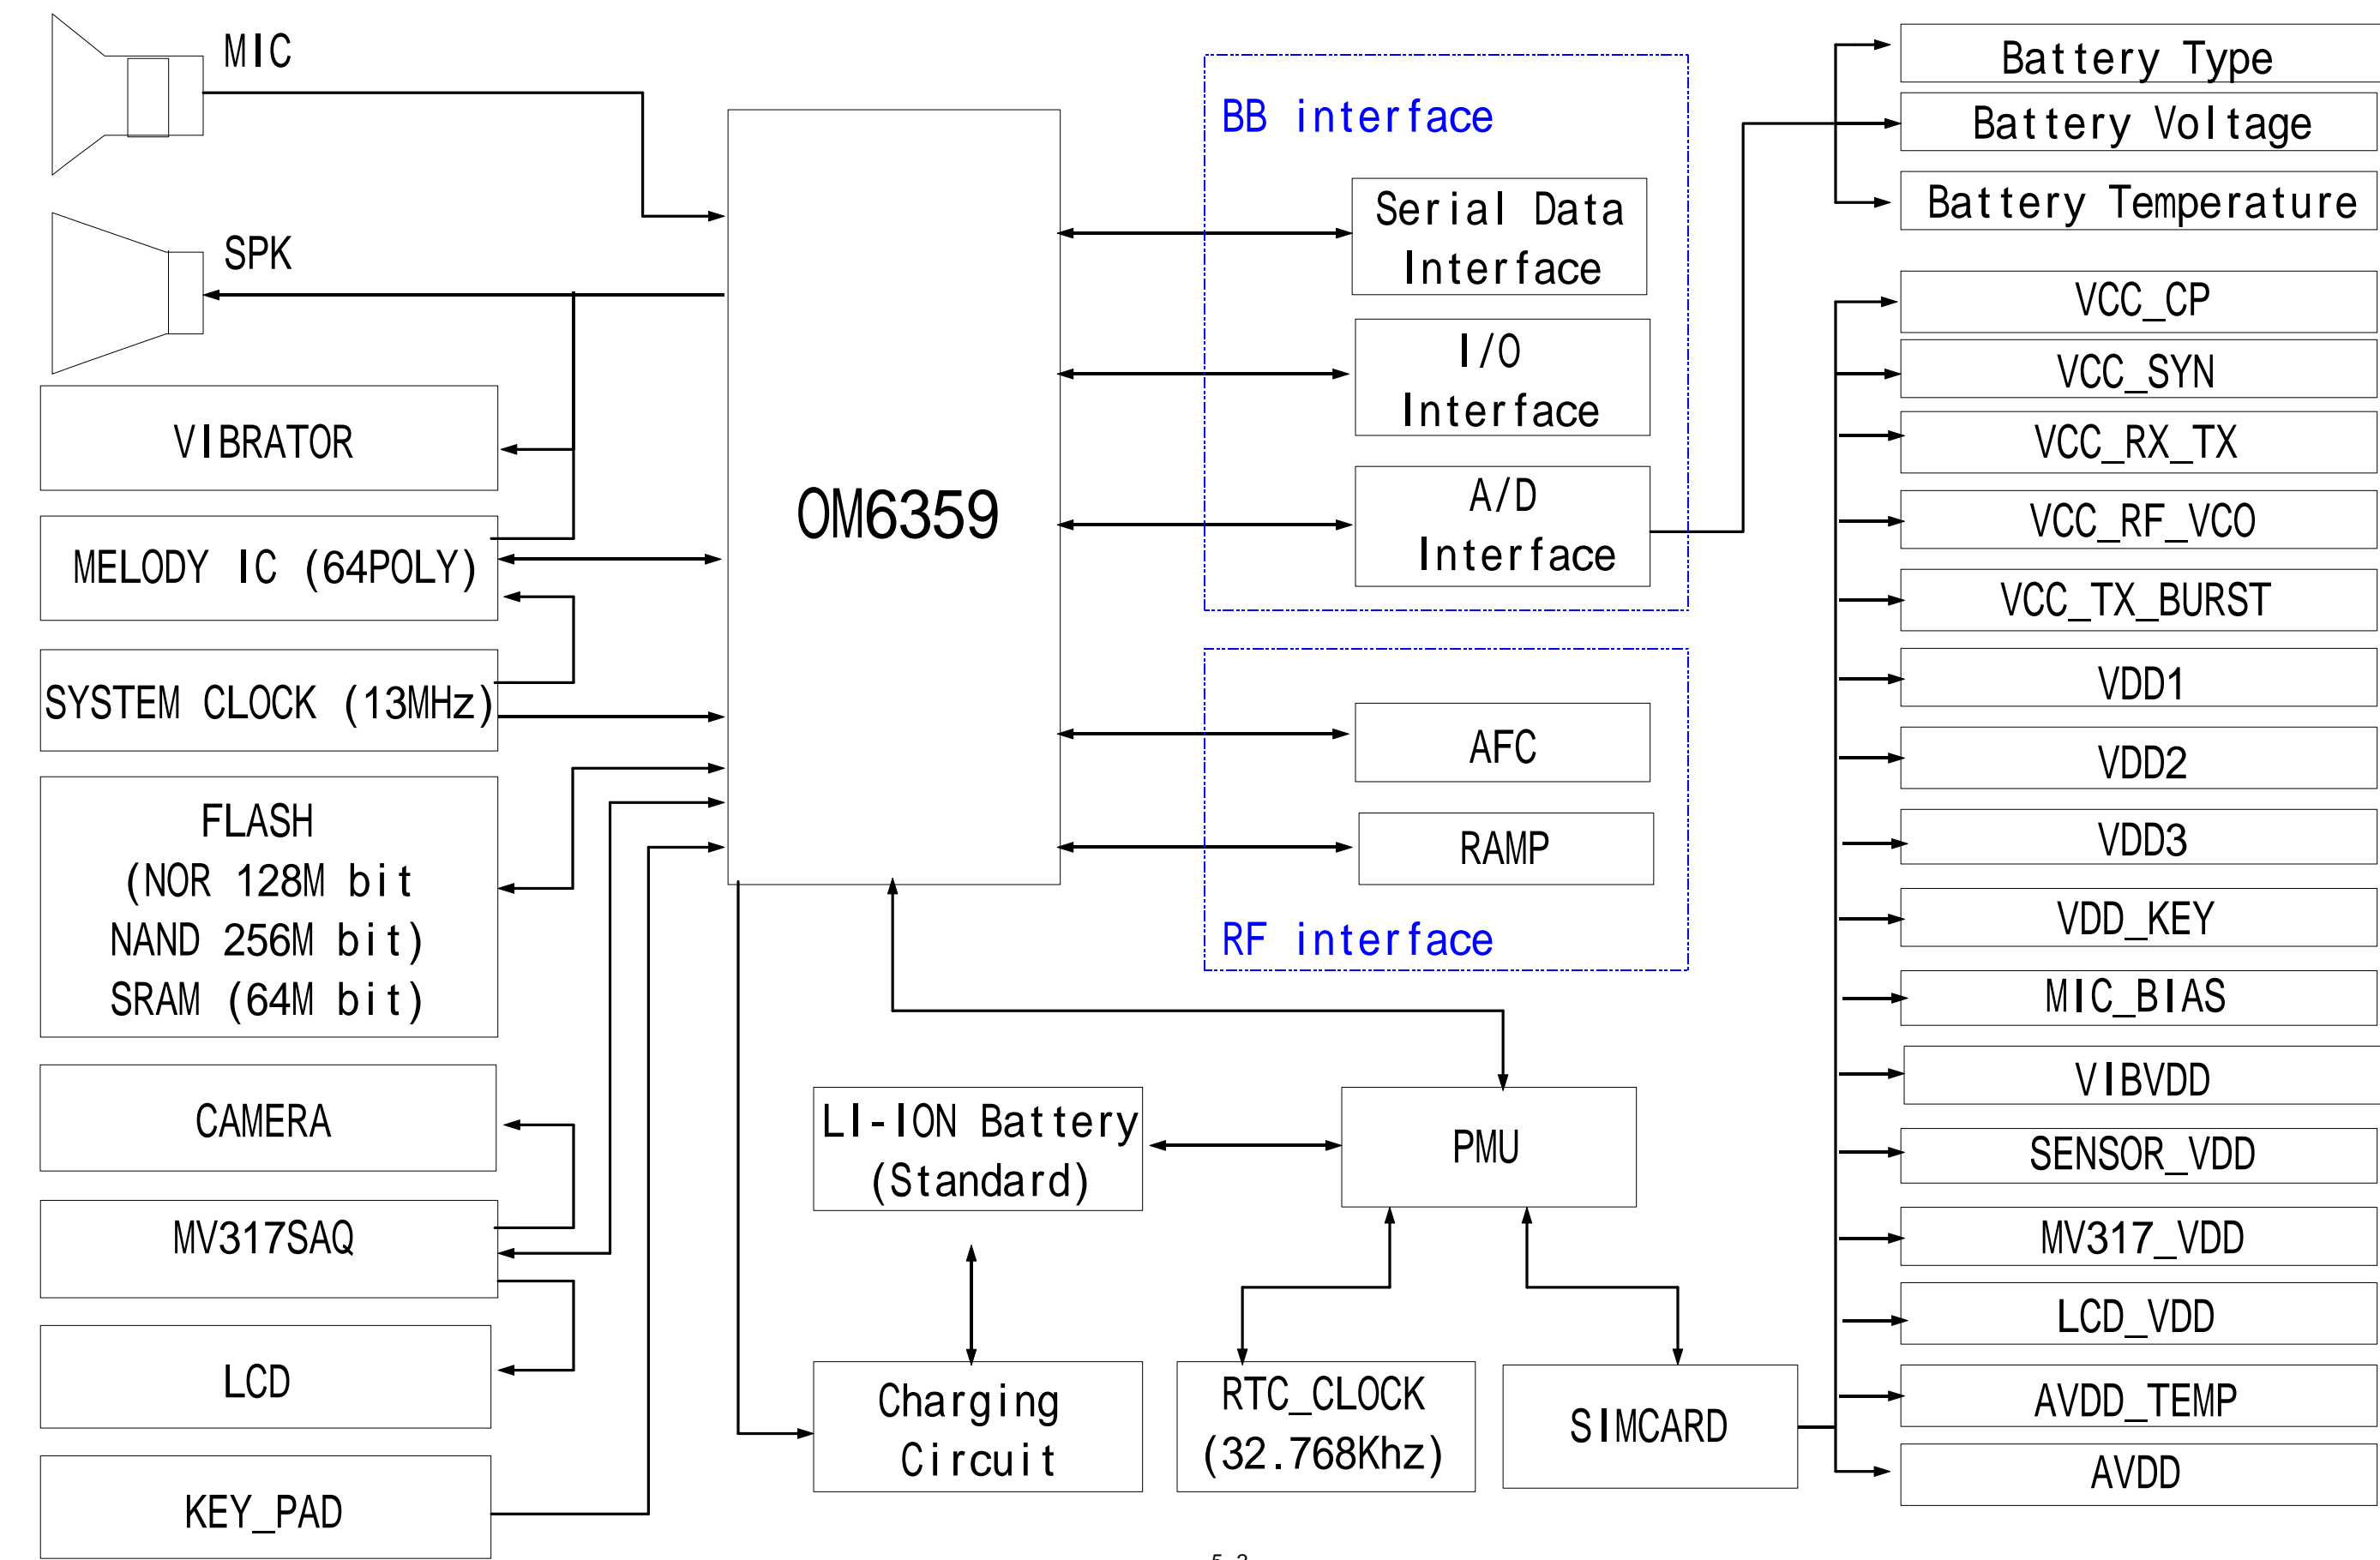 MIC
SPK
VIBRATOR
MELODY IC (64POLY)
SYSTEM CLOCK (13MHz)
FLASH
(NOR 128M bit
NAND 256M bit)
SRAM (64M bit)
CAMERA
MV317SAQ
LCD
KEY_PAD
OM6359
BB interface
Serial Data
Interface
I/O
Interface
A/D
Interface
AFC
RAMP
RF interface
LI-ION Battery
(Standard)
PMU
Charging
Circuit
RTC_CLOCK
(32.768Khz)
SIMCARD
Battery Type
Battery Voltage
Battery Temperature
VCC_CP
VCC_SYN
VCC_RX_TX
VCC_RF_VCO
VCC_TX_BURST
VDD1
VDD2
VDD3
VDD_KEY
MIC_BIAS
VIBVDD
SENSOR_VDD
MV317_VDD
LCD_VDD
AVDD_TEMP
AVDD